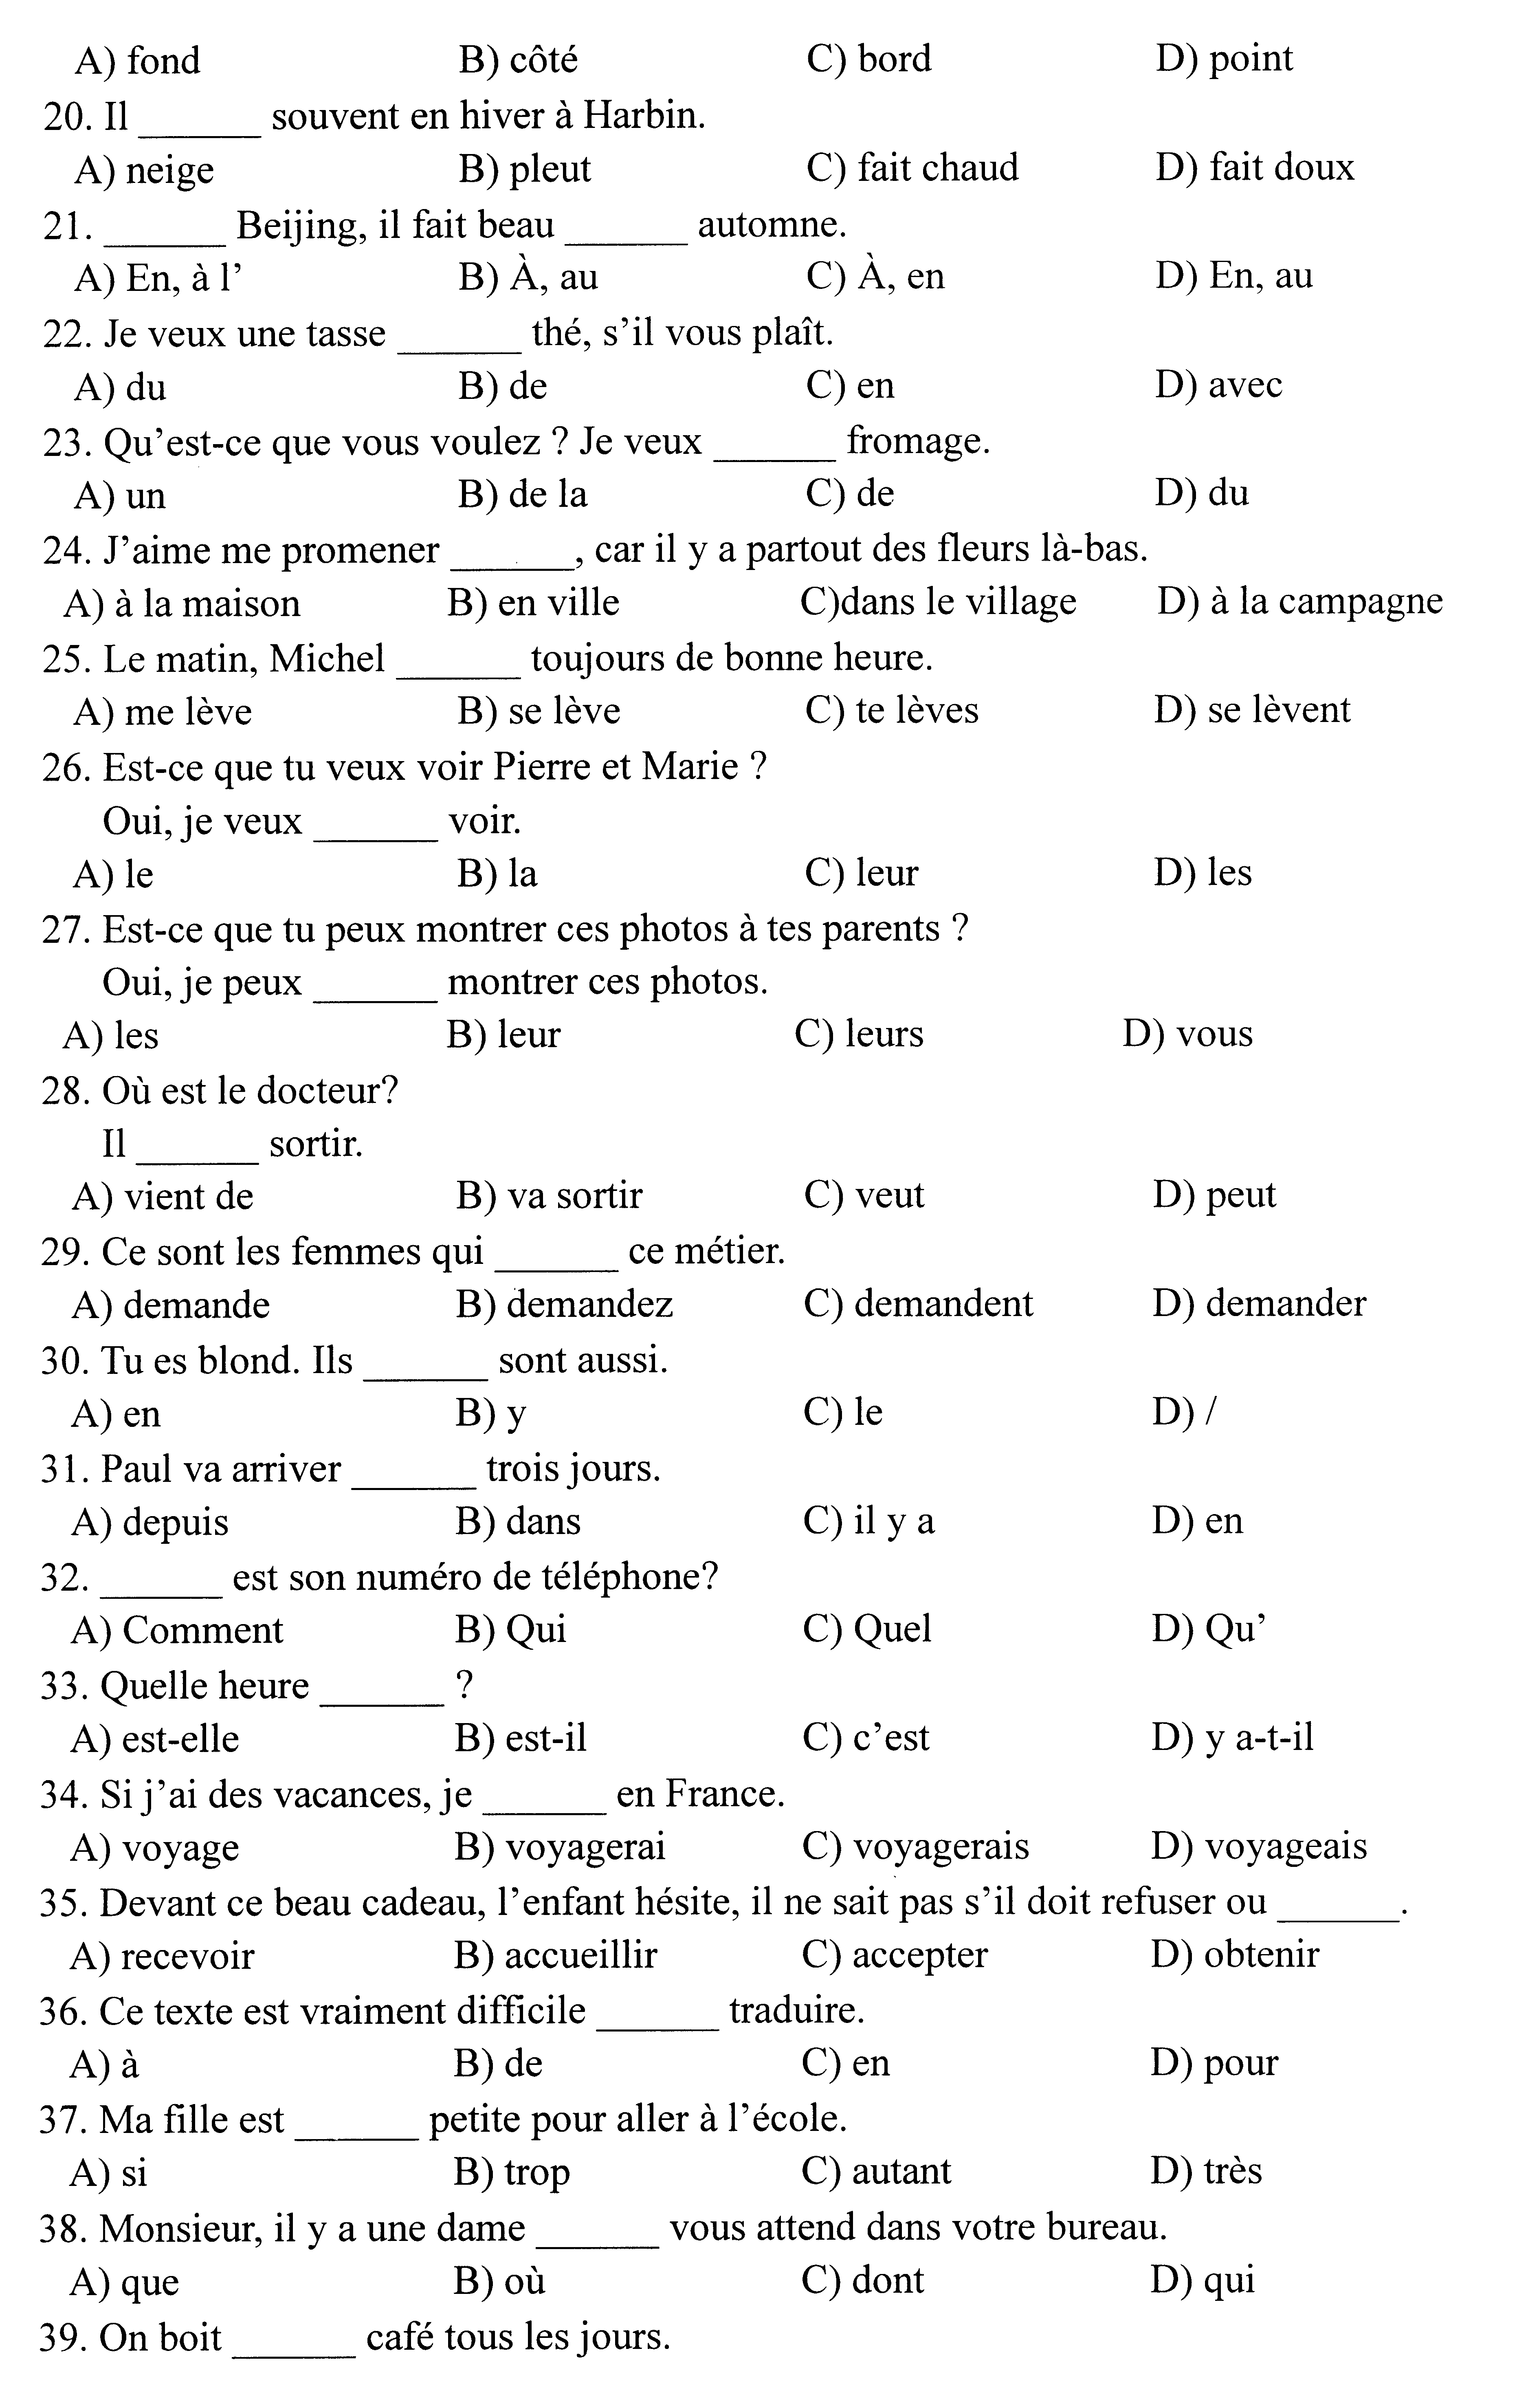 A) fond B) côté C) bord D) point
20. Il ______ souvent en hiver à Harbin.
A) neige B) pleut C) fait chaud D) fait doux
21. ______ Beijing, il fait beau ______ automne.
A) En, à l’ B) À, au C) À, en D) En, au
22. Je veux une tasse ______ thé, s’il vous plaît.
A) du B) de C) en D) avec
23. Qu’est-ce que vous voulez ? Je veux ______ fromage.
A) un B) de la C) de D) du
24. J’aime me promener ______, car il y a partout des fleurs là-bas.
A) à la maison B) en ville C)dans le village D) à la campagne
25. Le matin, Michel ______ toujours de bonne heure.
A) me lève B) se lève C) te lèves D) se lèvent
26. Est-ce que tu veux voir Pierre et Marie ?
Oui, je veux ______ voir.
A) le B) la C) leur D) les
27. Est-ce que tu peux montrer ces photos à tes parents ?
Oui, je peux ______ montrer ces photos.
A) les B) leur C) leurs D) vous
28. Où est le docteur?
Il ______ sortir.
A) vient de B) va sortir C) veut D) peut
29. Ce sont les femmes qui ______ ce métier.
A) demande B) demandez C) demandent D) demander
30. Tu es blond. Ils ______ sont aussi.
A) en B) y C) le D) /
31. Paul va arriver ______ trois jours.
A) depuis B) dans C) il y a D) en
32. ______ est son numéro de téléphone?
A) Comment B) Qui C) Quel D) Qu’
33. Quelle heure ______ ?
A) est-elle B) est-il C) c’est D) y a-t-il
34. Si j’ai des vacances, je ______ en France.
A) voyage B) voyagerai C) voyagerais D) voyageais
35. Devant ce beau cadeau, l’enfant hésite, il ne sait pas s’il doit refuser ou ______.
A) recevoir B) accueillir C) accepter D) obtenir
36. Ce texte est vraiment difficile ______ traduire.
A) à B) de C) en D) pour
37. Ma fille est ______ petite pour aller à l’école.
A) si B) trop C) autant D) très
38. Monsieur, il y a une dame ______ vous attend dans votre bureau.
A) que B) où C) dont D) qui
39. On boit ______ café tous les jours.